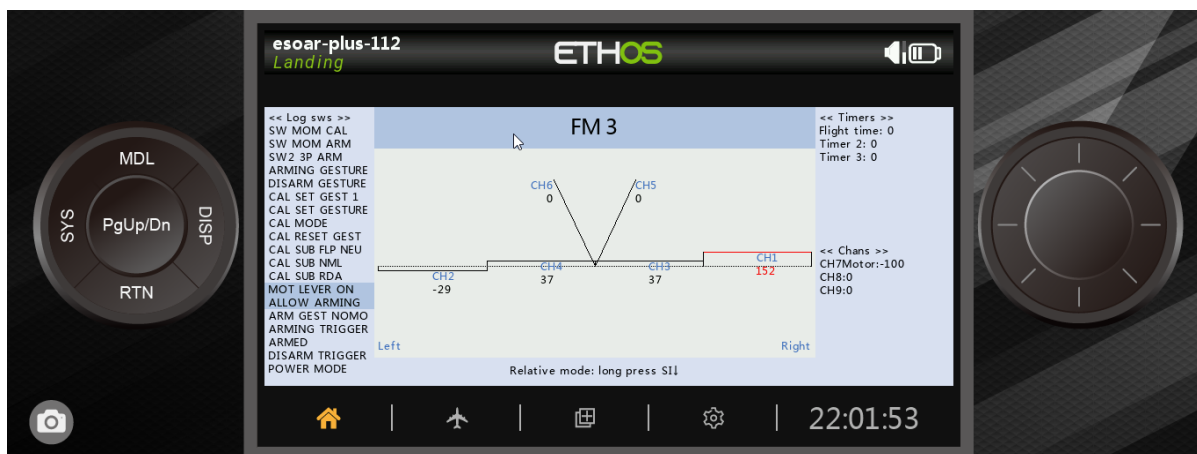 esoar-plus-112
Landing
ETHOS
MDL
SYS
PgUp/Dn
DISP
RTN
<< Log sws >>
SW MOM CAL
SW MOM ARM
SW2 3P ARM
ARMING GESTURE
DISARM GESTURE
CAL SET GEST 1
CAL SET GESTURE
CAL MODE
CAL RESET GEST
CAL SUB FLP NEU
CAL SUB NML
CAL SUB RDA
MOT LEVER ON
ALLOW ARMING
ARM GEST NOMO
ARMING TRIGGER
ARMED
DISARM TRIGGER
POWER MODE
FM 3
CH6
0
CH5
0
CH2
-29
CH4
37
CH3
37
CH1
152
Left
Right
Relative mode: long press SI↓
<< Timers >>
Flight time: 0
Timer 2: 0
Timer 3: 0
<< Chans >>
CH7Motor:-100
CH8:0
CH9:0
22:01:53